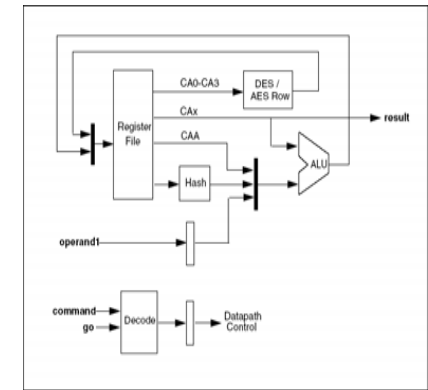 CA0-CA3
DES /
AES Row
CAx
result
Register
File
CAA
ALU
Hash
operand1
command
go
Decode
Datapath
Control